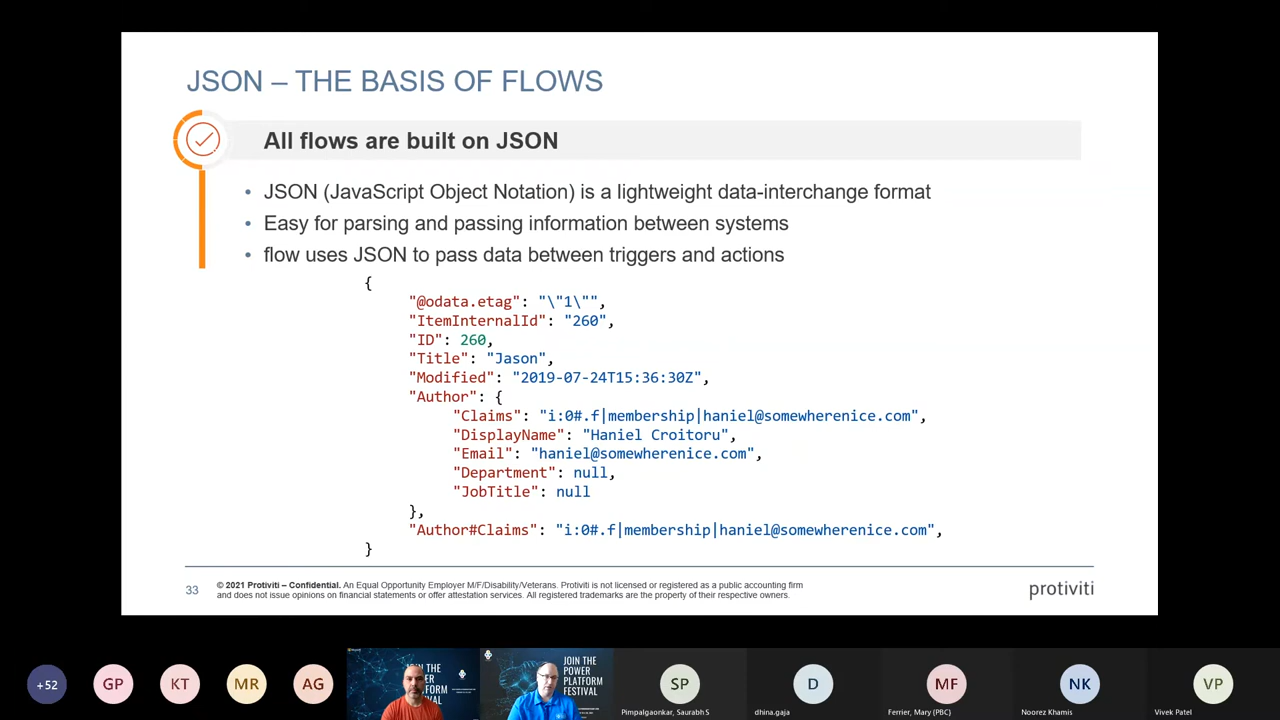 JSON – THE BASIS OF FLOWS
All flows are built on JSON
• JSON (JavaScript Object Notation) is a lightweight data-interchange format
• Easy for parsing and passing information between systems
• flow uses JSON to pass data between triggers and actions
{
"@odata.etag": "\"1\"",
"ItemInternalId": "260",
"ID": 260,
"Title": "Jason",
"Modified": "2019-07-24T15:36:30Z",
"Author": {
"Claims": "i:0#.f|membership|haniel@somewherenice.com",
"DisplayName": "Haniel Croitoru",
"Email": "haniel@somewherenice.com",
"Department": null,
"JobTitle": null
},
"Author#Claims": "i:0#.f|membership|haniel@somewherenice.com",
}
33
© 2021 Protiviti – Confidential. An Equal Opportunity Employer M/F/Disability/Veterans. Protiviti is not licensed or registered as a public accounting firm
and does not issue opinions on financial statements or offer attestation services. All registered trademarks are the property of their respective owners.
protiviti
+52
GP
KT
MR
AG
JOIN THE
POWER
PLATFORM
FESTIVAL
SP
Pimpalgaonkar, Saurabh S
D
dhina.gaja
MF
Ferrier, Mary (PBC)
NK
Noorez Khamis
VP
Vivek Patel